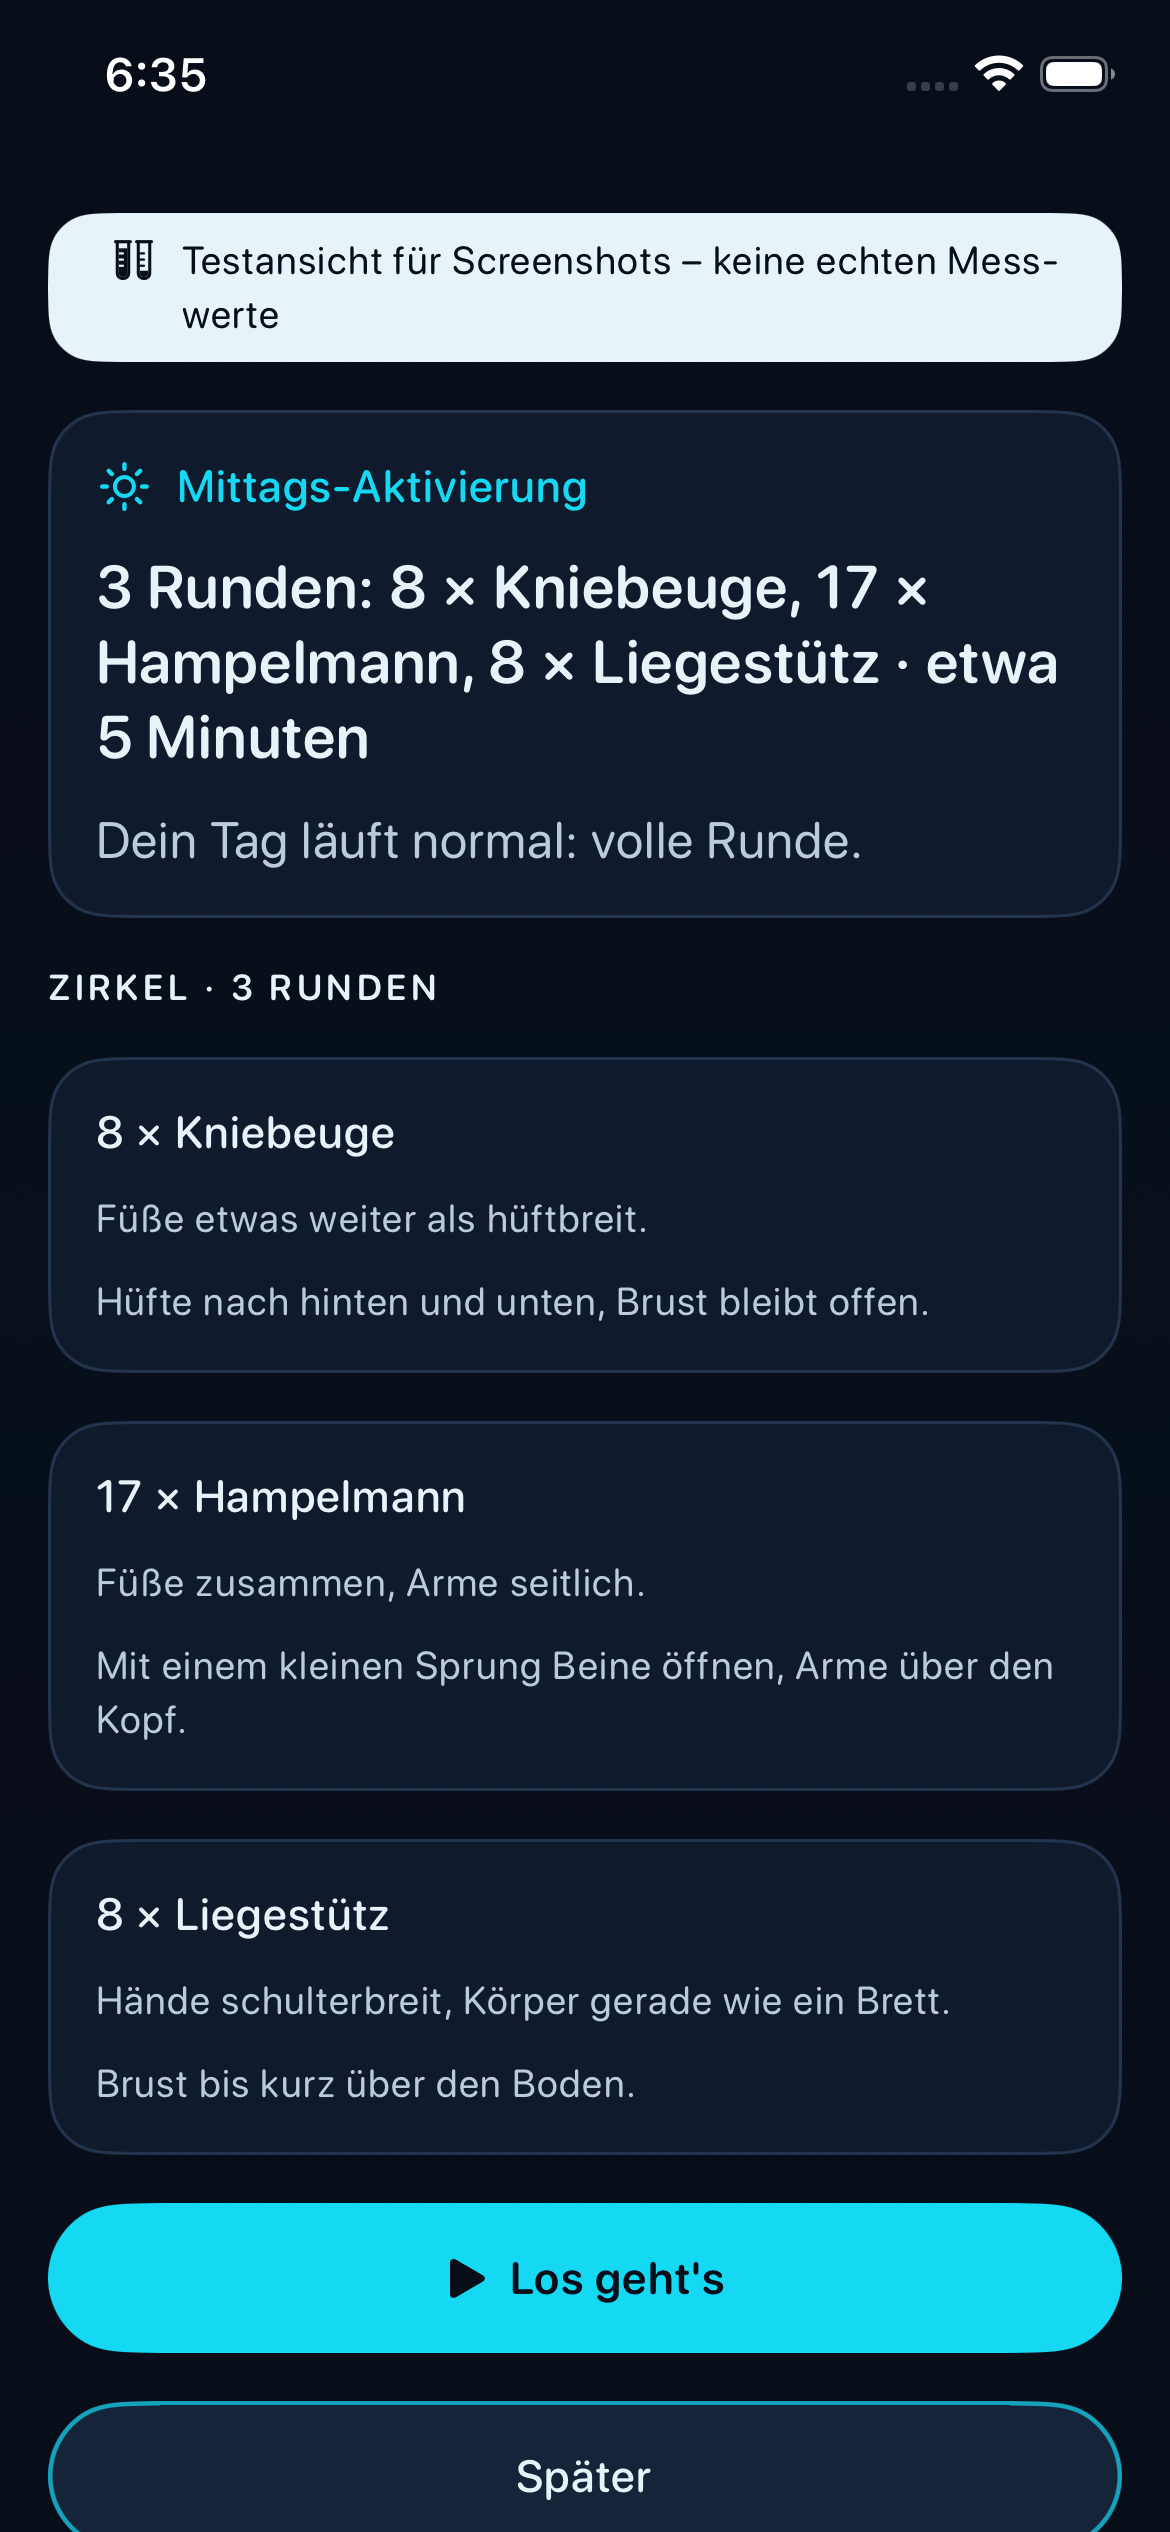 6:35
Testansicht für Screenshots – keine echten Mess-
werte
Mittags-Aktivierung
3 Runden: 8 × Kniebeuge, 17 ×
Hampelmann, 8 × Liegestütz · etwa
5 Minuten
Dein Tag läuft normal: volle Runde.
ZIRKEL · 3 RUNDEN
8 × Kniebeuge
Füße etwas weiter als hüftbreit.
Hüfte nach hinten und unten, Brust bleibt offen.
17 × Hampelmann
Füße zusammen, Arme seitlich.
Mit einem kleinen Sprung Beine öffnen, Arme über den
Kopf.
8 × Liegestütz
Hände schulterbreit, Körper gerade wie ein Brett.
Brust bis kurz über den Boden.
Los geht's
Später